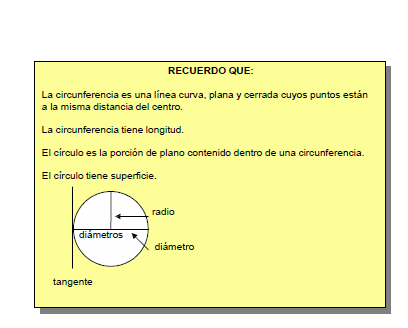 RECUERDO QUE:
La circunferencia es una línea curva, plana y cerrada cuyos puntos están
a la misma distancia del centro.
La circunferencia tiene longitud.
El círculo es la porción de plano contenido dentro de una circunferencia.
El círculo tiene superficie.
radio
diámetros
diámetro
tangente